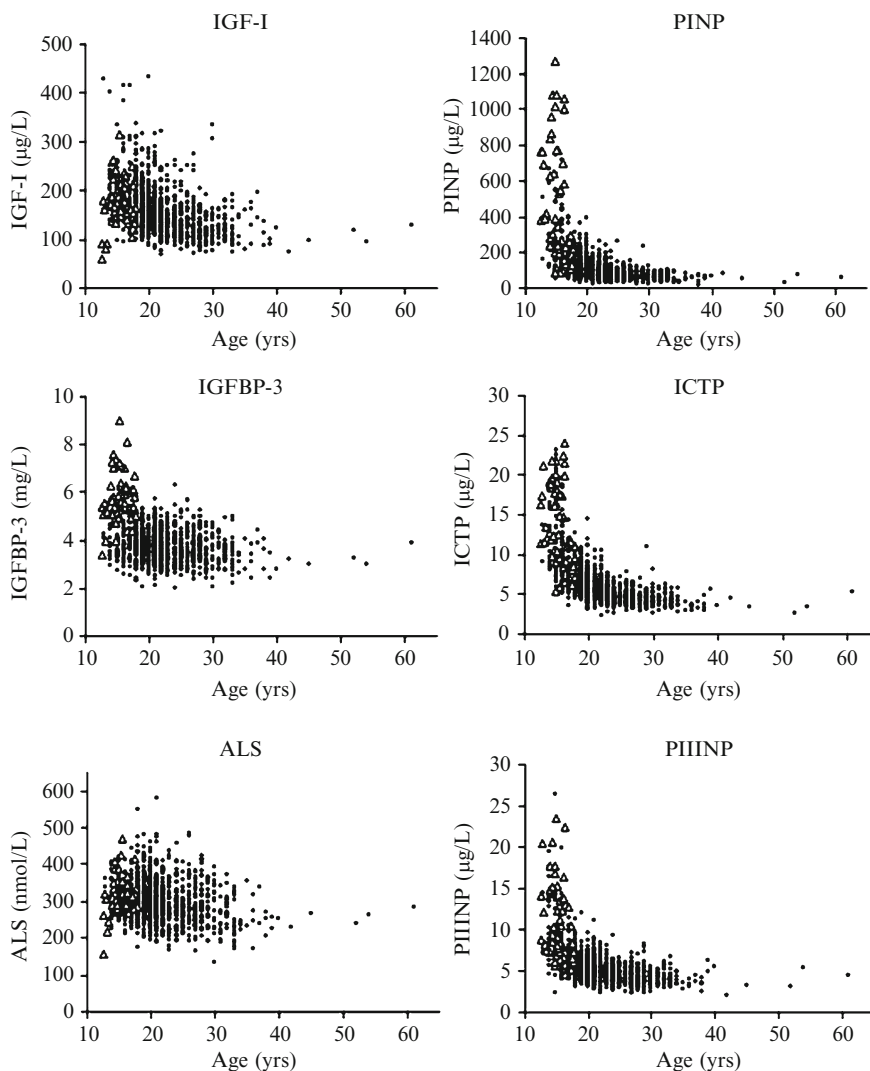 IGF-I
IGF-I (µg/L)
500
400
300
200
100
0
10 20 30 40 50 60
Age (yrs)
PINP
PINP (µg/L)
1400
1200
1000
800
600
400
200
0
10 20 30 40 50 60
Age (yrs)
IGFBP-3
IGFBP-3 (mg/L)
10
8
6
4
2
0
10 20 30 40 50 60
Age (yrs)
ICTP
ICTP (µg/L)
30
25
20
15
10
5
0
10 20 30 40 50 60
Age (yrs)
ALS
ALS (nmol/L)
600
500
400
300
200
100
0
10 20 30 40 50 60
Age (yrs)
PIIINP
PIIINP (µg/L)
30
25
20
15
10
5
0
10 20 30 40 50 60
Age (yrs)